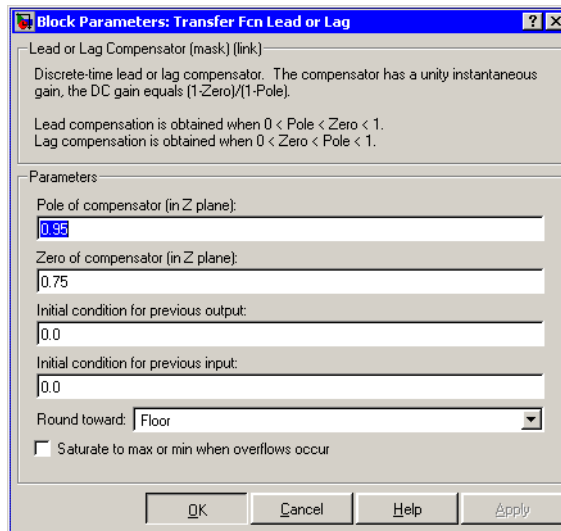 Block Parameters: Transfer Fcn Lead or Lag
Lead or Lag Compensator (mask) (link)
Discrete-time lead or lag compensator. The compensator has a unity instantaneous
gain, the DC gain equals (1-Zero)/(1-Pole).
Lead compensation is obtained when 0 < Pole < Zero < 1.
Lag compensation is obtained when 0 < Zero < Pole < 1.
Parameters
Pole of compensator (in Z plane):
0.95
Zero of compensator (in Z plane):
0.75
Initial condition for previous output:
0.0
Initial condition for previous input:
0.0
Round toward: Floor
Saturate to max or min when overflows occur
OK Cancel Help Apply